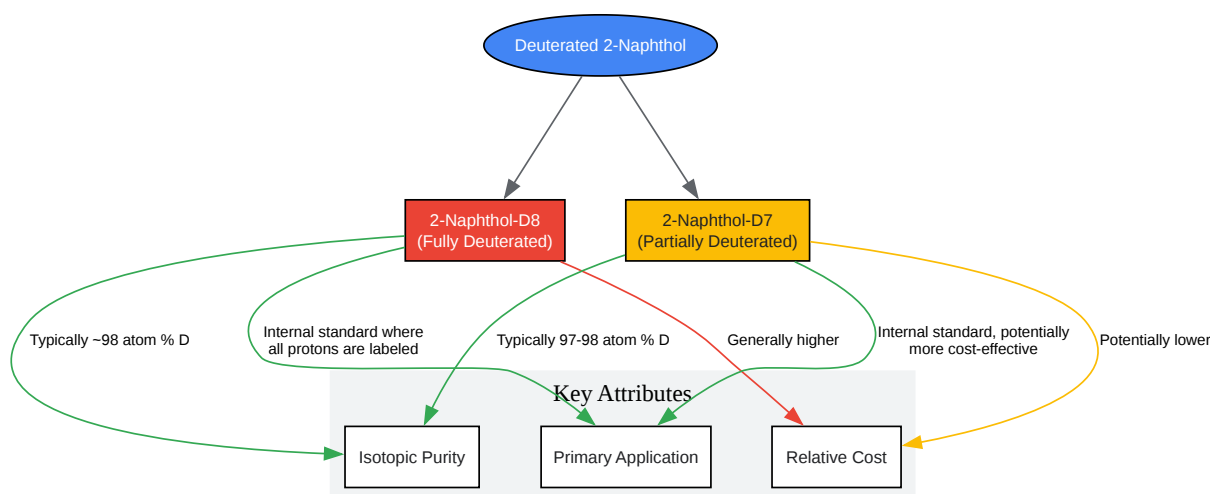 Deuterated 2-Naphthol
2-Naphthol-D8
(Fully Deuterated)
2-Naphthol-D7
(Partially Deuterated)
Typically ~98 atom % D
Internal standard where
all protons are labeled
Typically 97-98 atom % D
Generally higher
Internal standard, potentially
more cost-effective
Potentially lower
Key Attributes
Isotopic Purity
Primary Application
Relative Cost